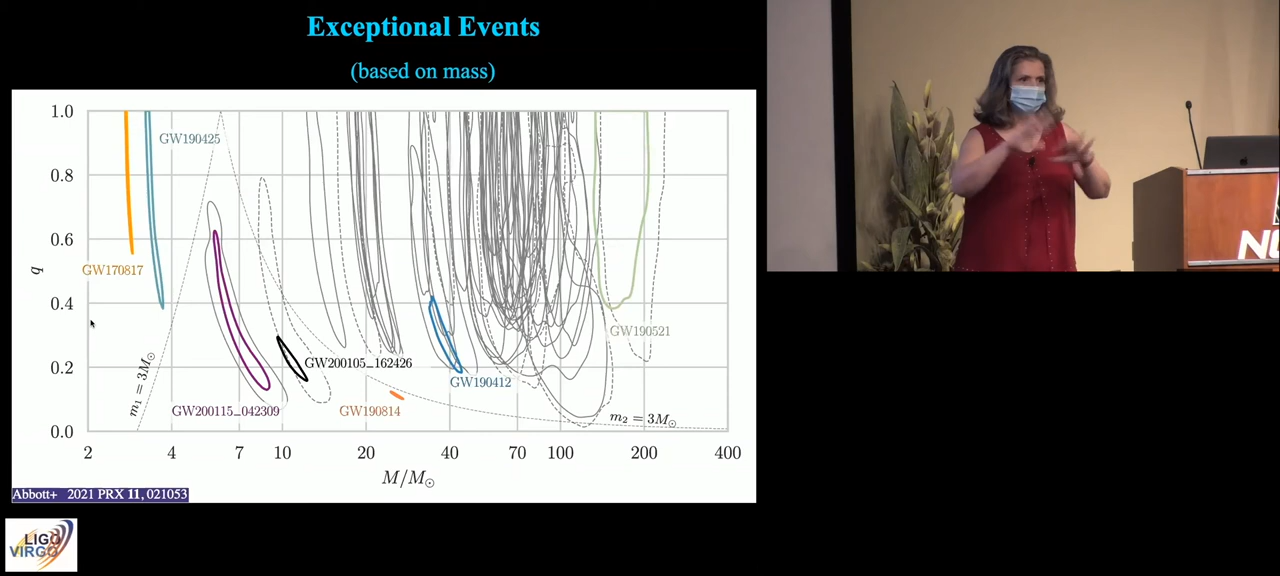 Exceptional Events
(based on mass)
1.0
0.8
0.6
0.4
0.2
0.0
q
GW190425
GW170817
m₁ = 3M⊙
GW200115_042309
GW200105_162426
GW190814
GW190412
GW190521
m₂ = 3M⊙
2 4 7 10 20 40 70 100 200 400
M/M⊙
Abbott+ 2021 PRX 11, 021053
LIGO
VIRGO